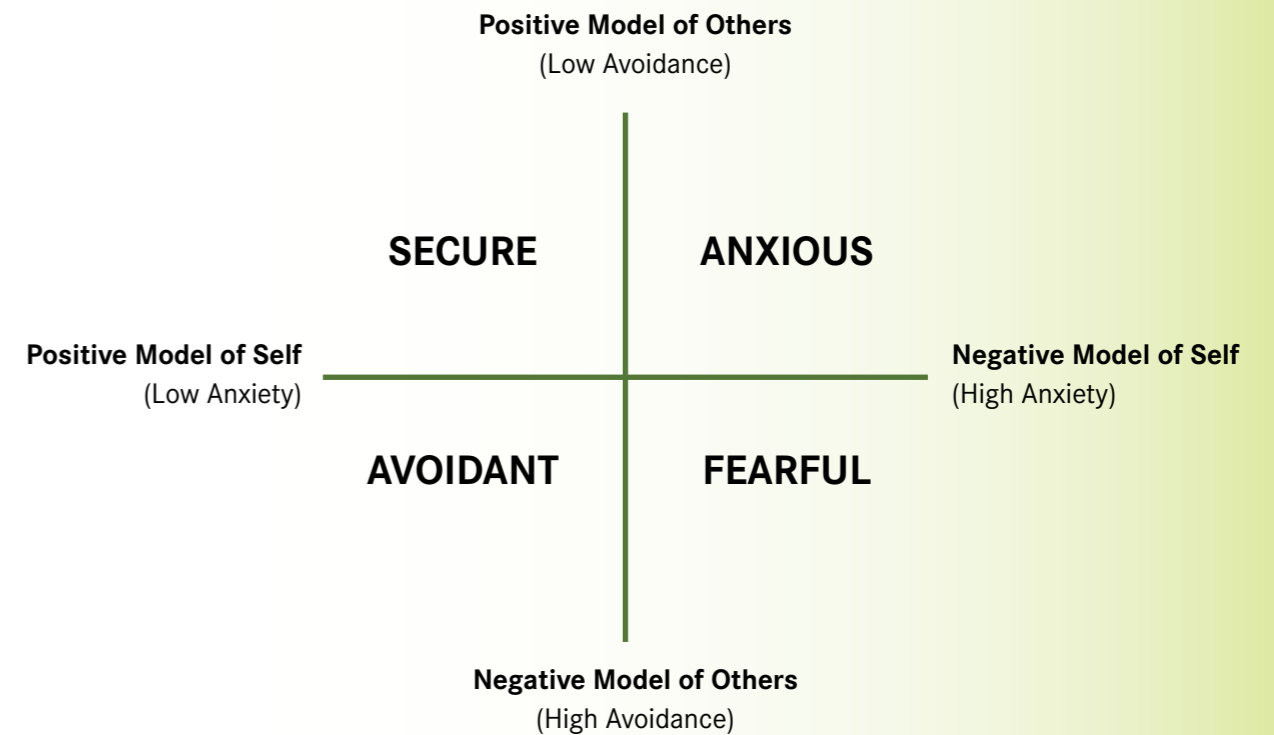 Positive Model of Others
(Low Avoidance)
SECURE
ANXIOUS
Positive Model of Self
(Low Anxiety)
Negative Model of Self
(High Anxiety)
AVOIDANT
FEARFUL
Negative Model of Others
(High Avoidance)